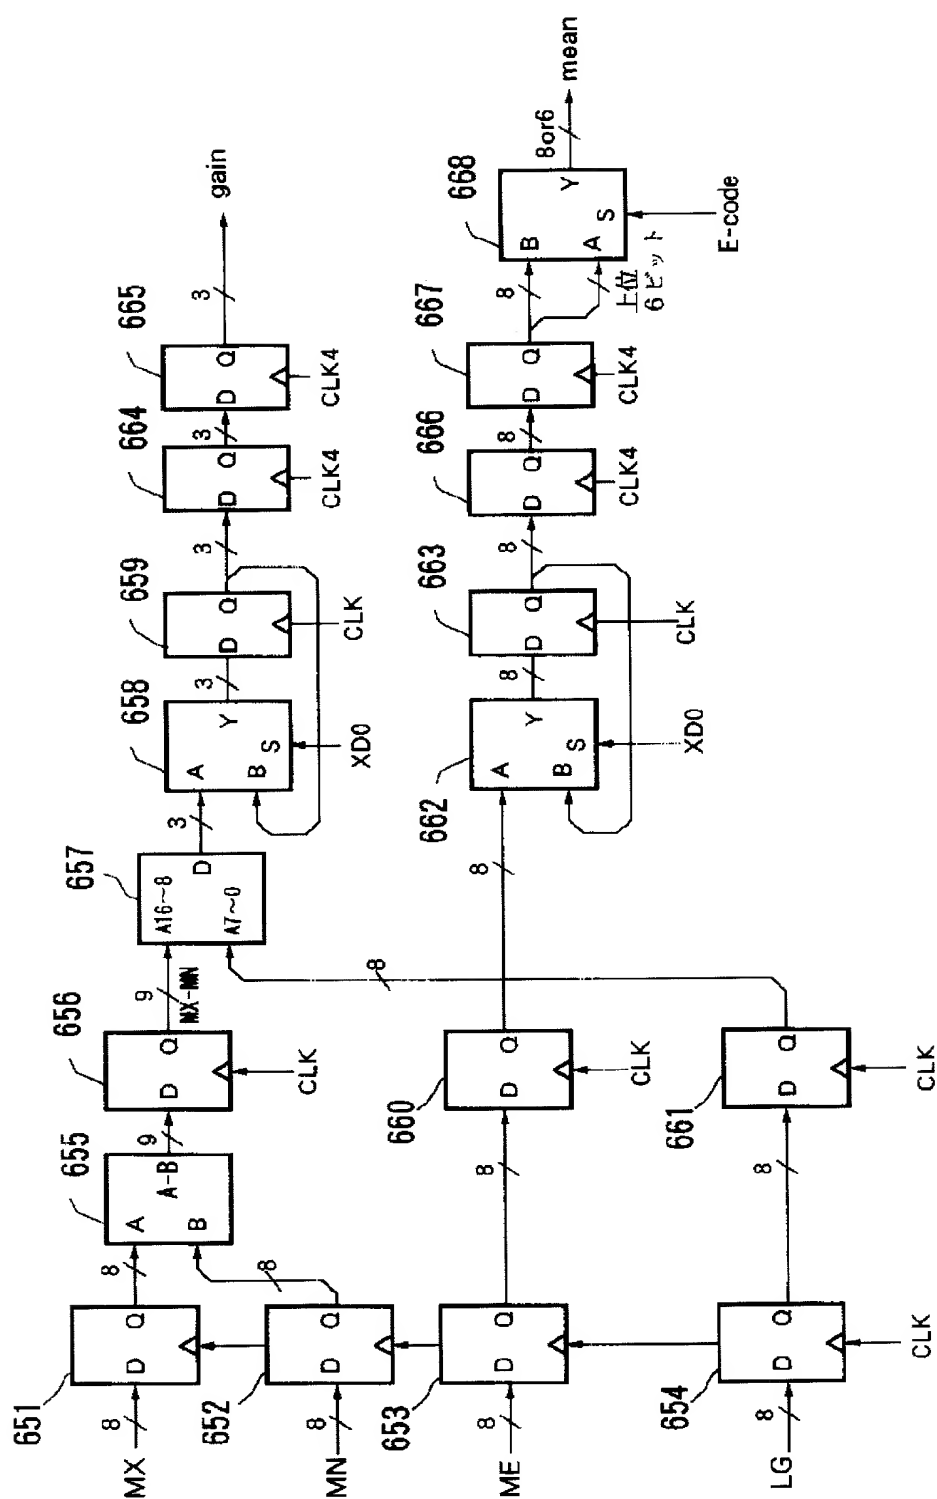 MX
8
651
D Q
8
MN
8
652
D Q
8
ME
8
653
D Q
8
LG
8
654
D Q
CLK
8
655
A
B
A-B
9
656
D Q
CLK
9
MX-MN
657
A16~8
A7~0
D
8
3
658
A
B
Y
S
XD0
3
659
D Q
CLK
3
664
D Q
CLK4
3
665
D Q
CLK4
3
gain
660
D Q
CLK
8
661
D Q
CLK
662
A
B
Y
S
XD0
8
663
D Q
CLK
8
666
D Q
CLK4
8
667
D Q
CLK4
8
上位
6 ビット
668
B
A
Y
S
E-code
8or6
mean